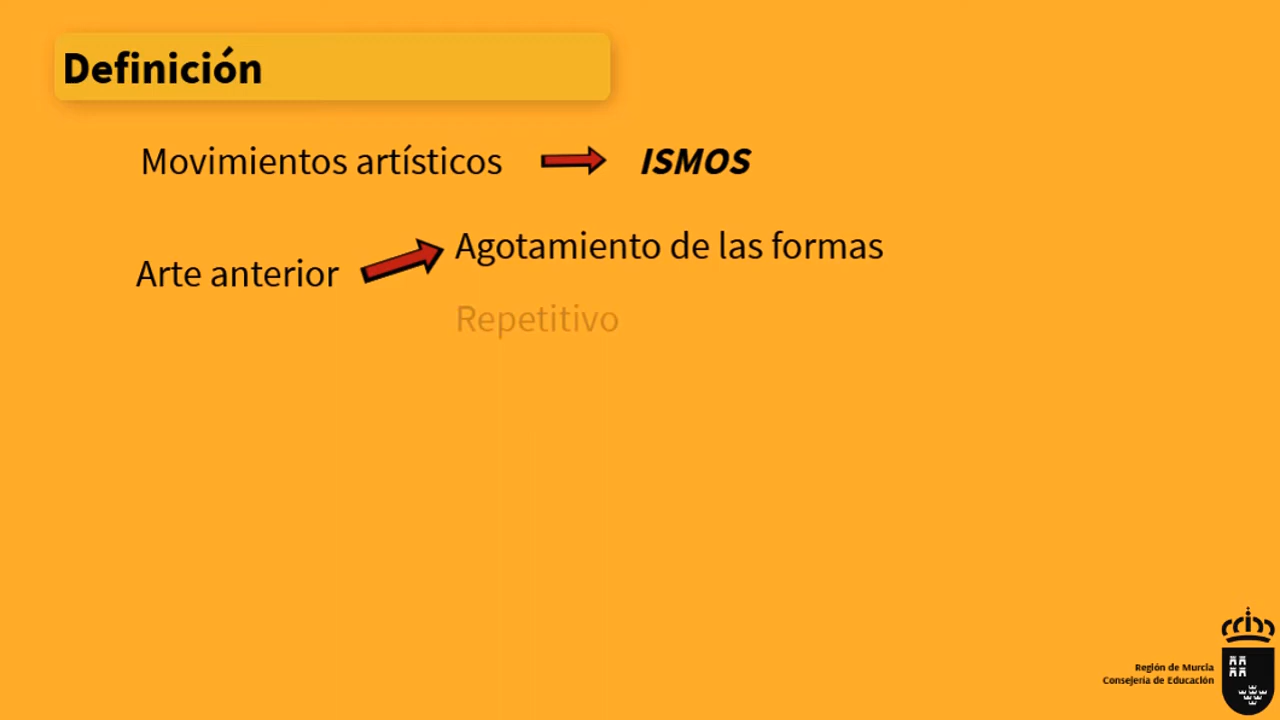 Definición
Movimientos artísticos
ISMOS
Arte anterior
Agotamiento de las formas
Repetitivo
Región de Murcia
Consejería de Educación